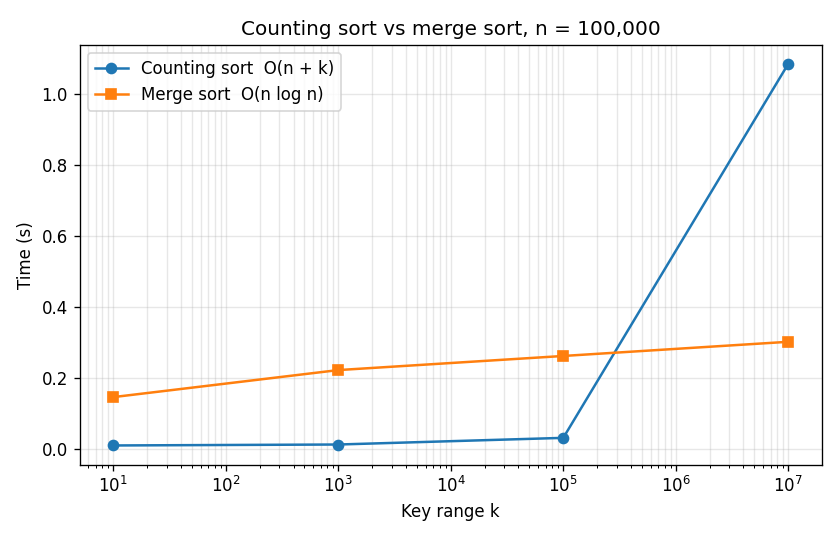 Counting sort vs merge sort, n = 100,000
Counting sort  O(n + k)
Merge sort  O(n log n)
Time (s)
1.0
0.8
0.6
0.4
0.2
0.0
10¹ 10² 10³ 10⁴ 10⁵ 10⁶ 10⁷
Key range k